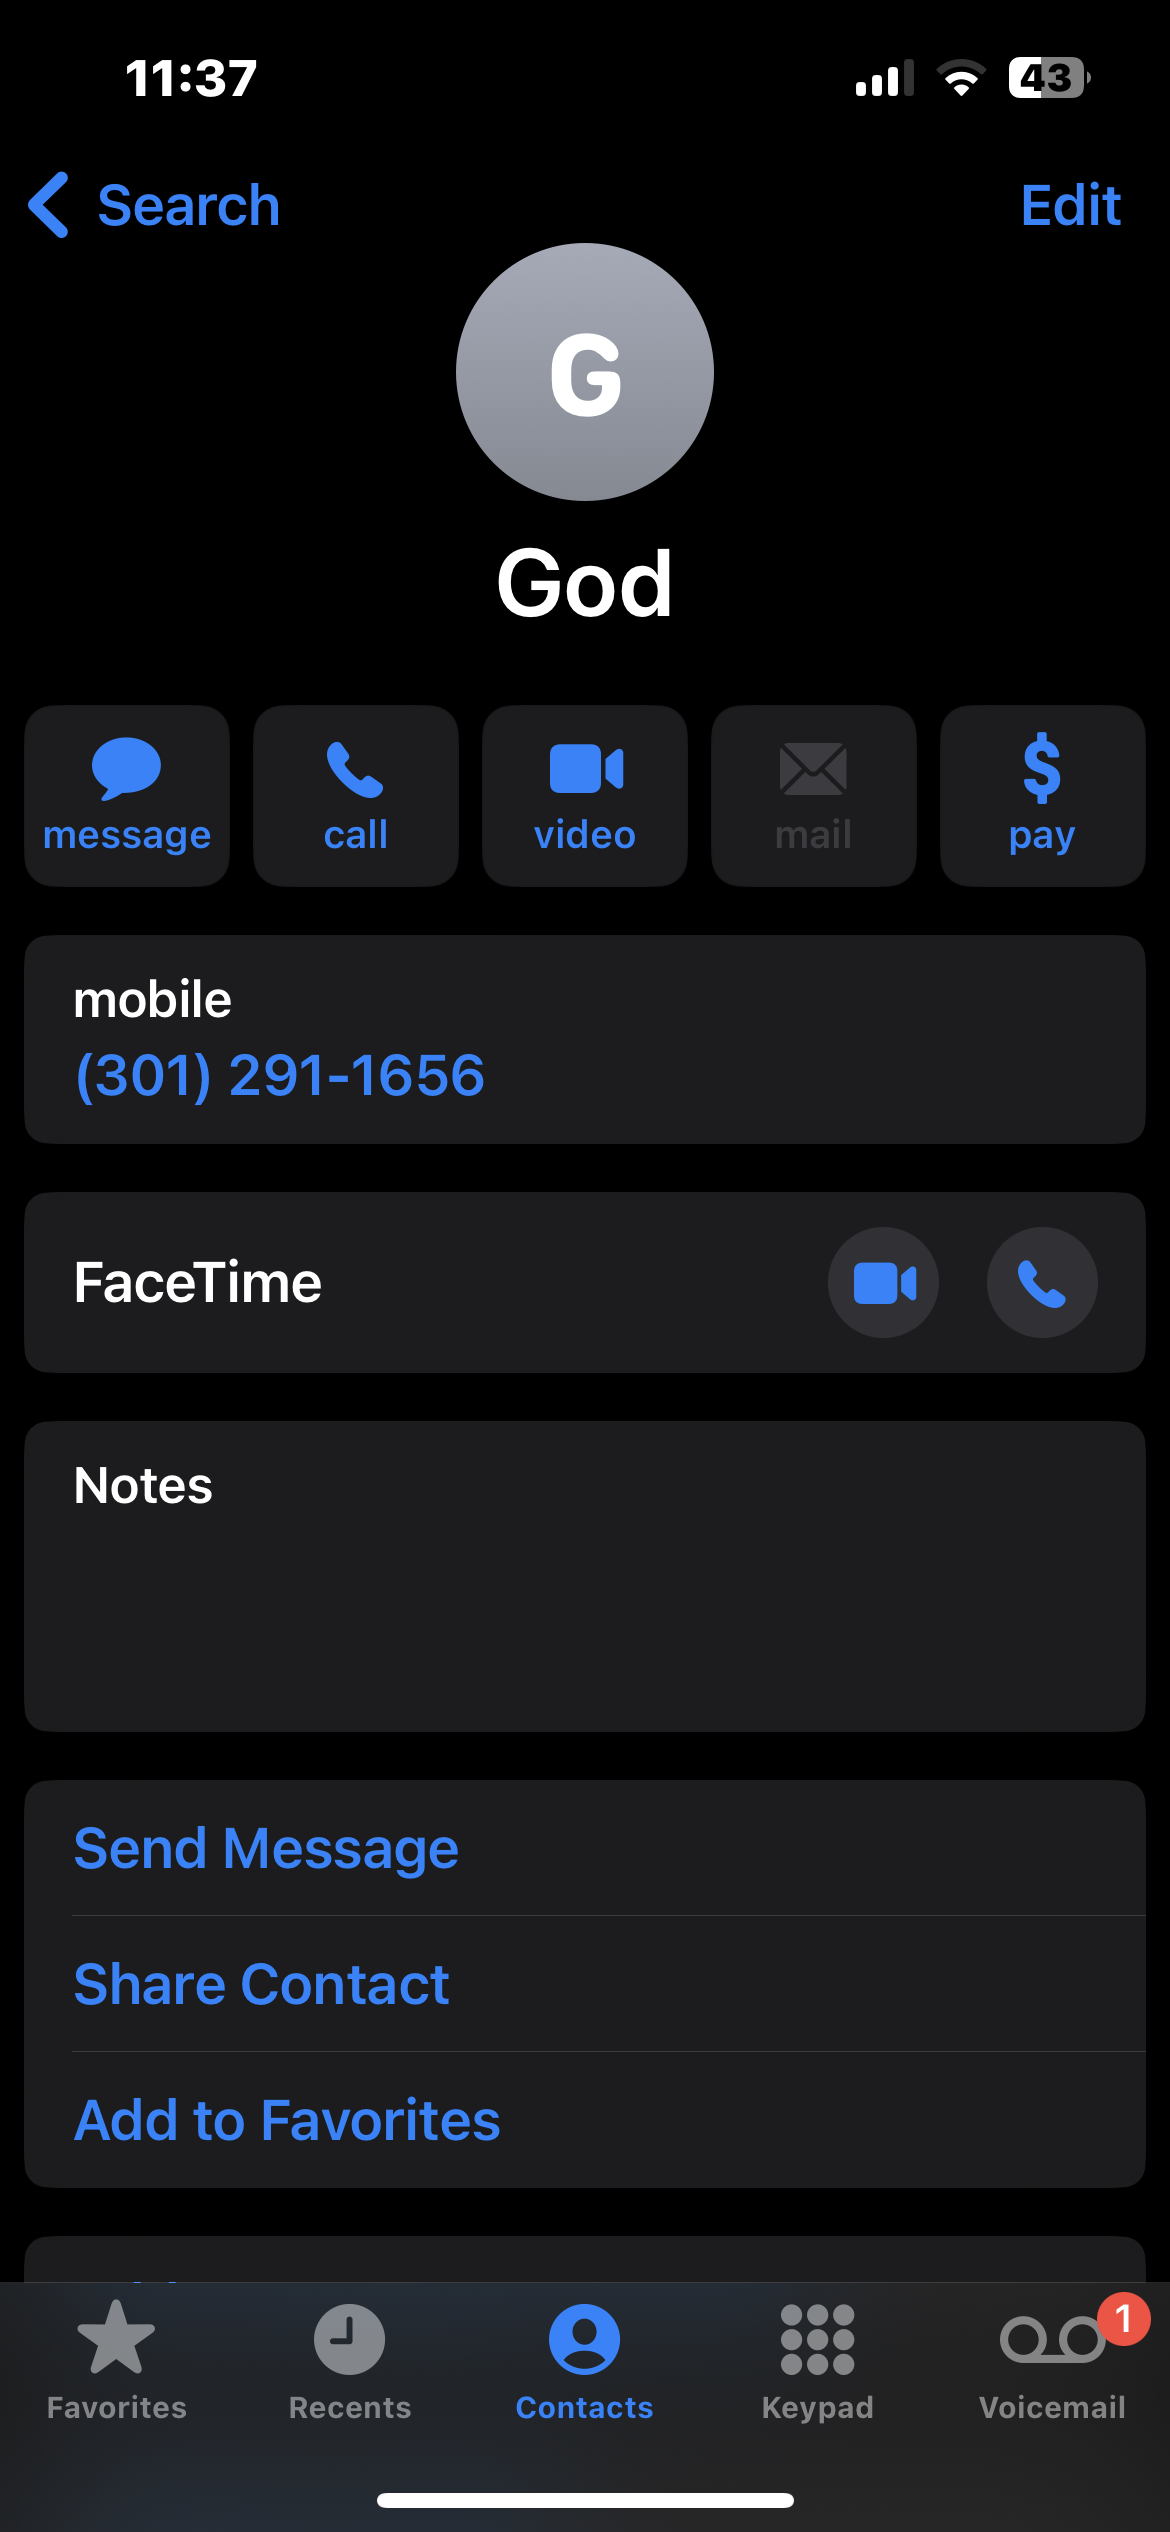 11:37
43
Search
Edit
G
God
message
call
video
mail
pay
mobile
(301) 291-1656
FaceTime
Notes
Send Message
Share Contact
Add to Favorites
1
Favorites
Recents
Contacts
Keypad
Voicemail